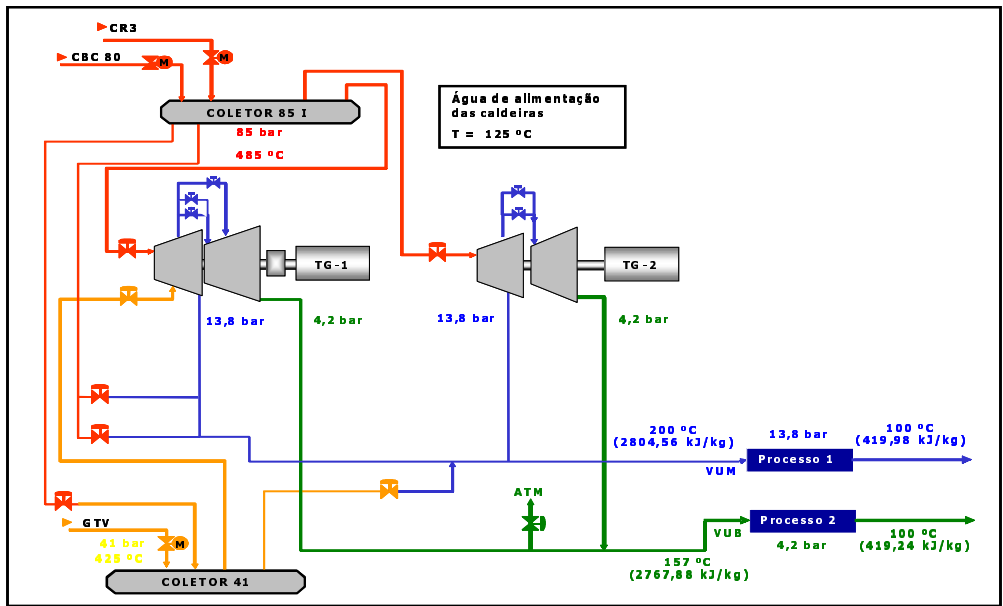 CR3
CBC 80
M
M
COLETOR 85 I
85 bar
485 ºC
Água de alimentação
das caldeiras
T = 125 ºC
TG-1
TG-2
13,8 bar
4,2 bar
13,8 bar
4,2 bar
200 ºC
(2804,56 kJ/kg)
13,8 bar
100 ºC
(419,98 kJ/kg)
Processo 1
VUM
ATM
GTV
41 bar
425 ºC
M
COLETOR 41
Processo 2
VUB
4,2 bar
100 ºC
(419,24 kJ/kg)
157 ºC
(2767,88 kJ/kg)